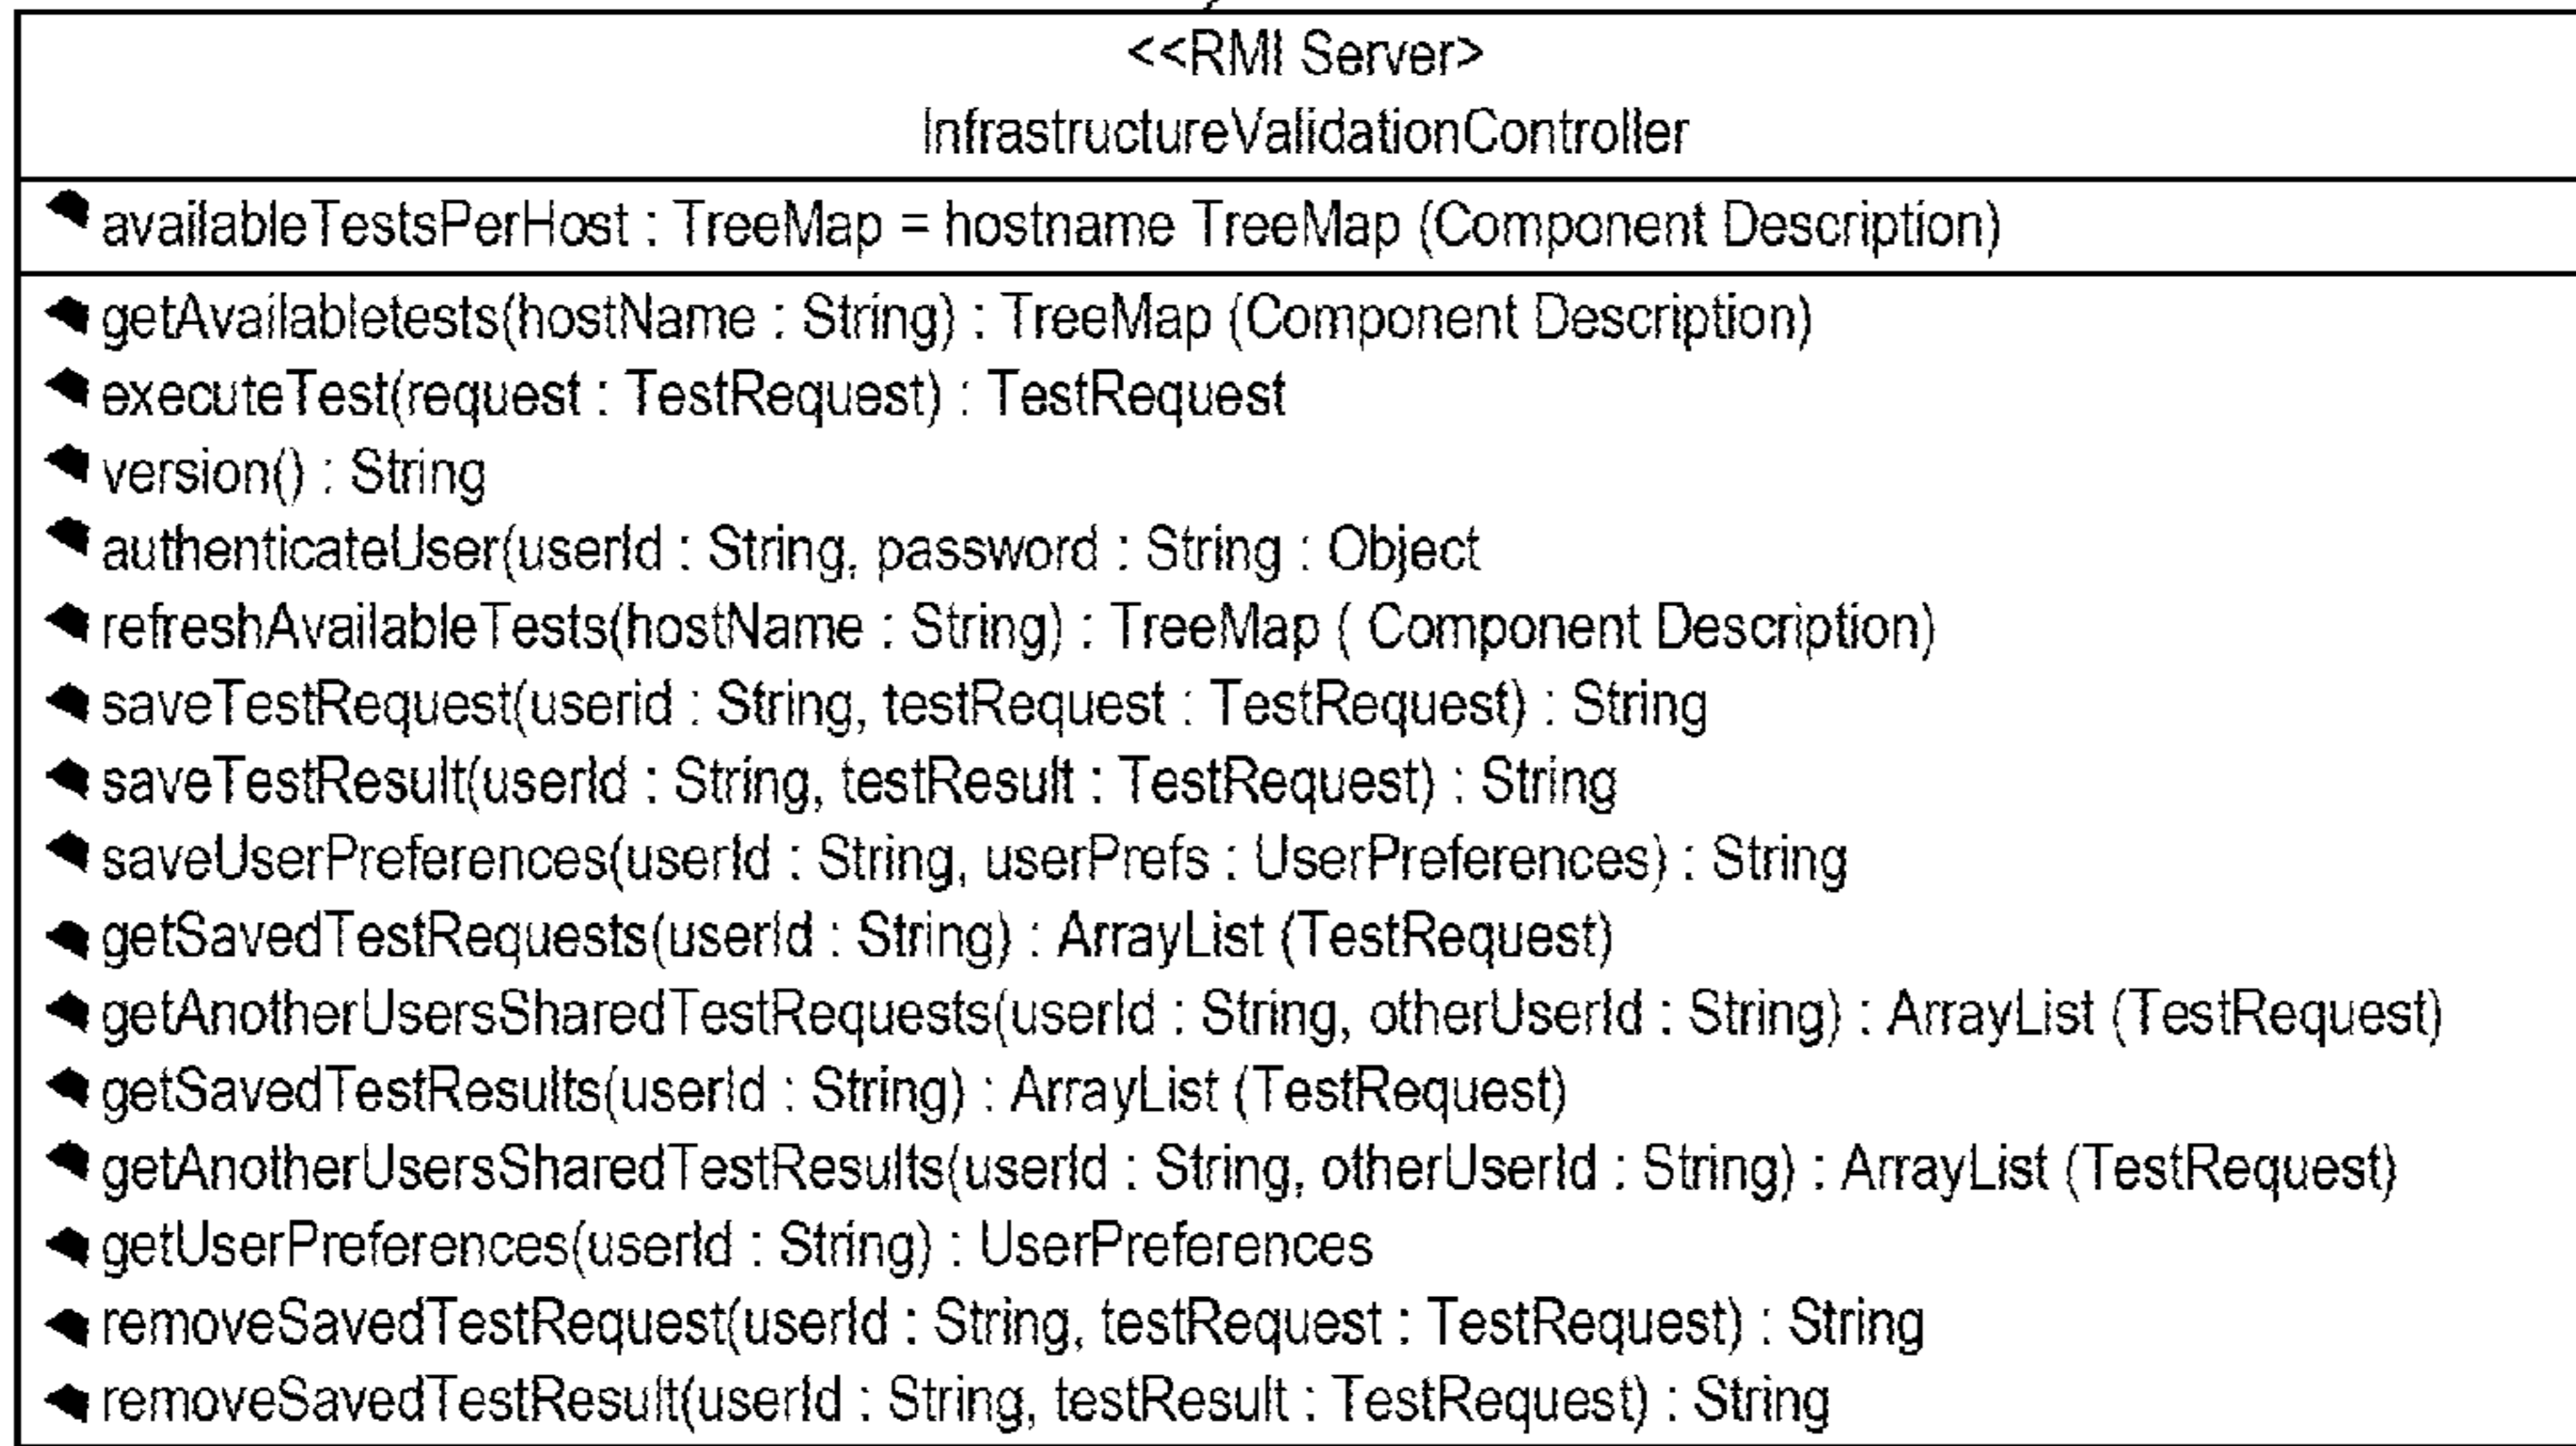 <<RMI Server>
InfrastructureValidationController
availableTestsPerHost : TreeMap = hostname TreeMap (Component Description)
getAvailabletests(hostName : String) : TreeMap (Component Description)
executeTest(request : TestRequest) : TestRequest
version() : String
authenticateUser(userId : String, password : String : Object
refreshAvailableTests(hostName : String) : TreeMap ( Component Description)
saveTestRequest(userid : String, testRequest : TestRequest) : String
saveTestResult(userId : String, testResult : TestRequest) : String
saveUserPreferences(userId : String, userPrefs : UserPreferences) : String
getSavedTestRequests(userId : String) : ArrayList (TestRequest)
getAnotherUsersSharedTestRequests(userId : String, otherUserId : String) : ArrayList (TestRequest)
getSavedTestResults(userId : String) : ArrayList (TestRequest)
getAnotherUsersSharedTestResults(userId : String, otherUserId : String) : ArrayList (TestRequest)
getUserPreferences(userId : String) : UserPreferences
removeSavedTestRequest(userId : String, testRequest : TestRequest) : String
removeSavedTestResult(userId : String, testResult : TestRequest) : String